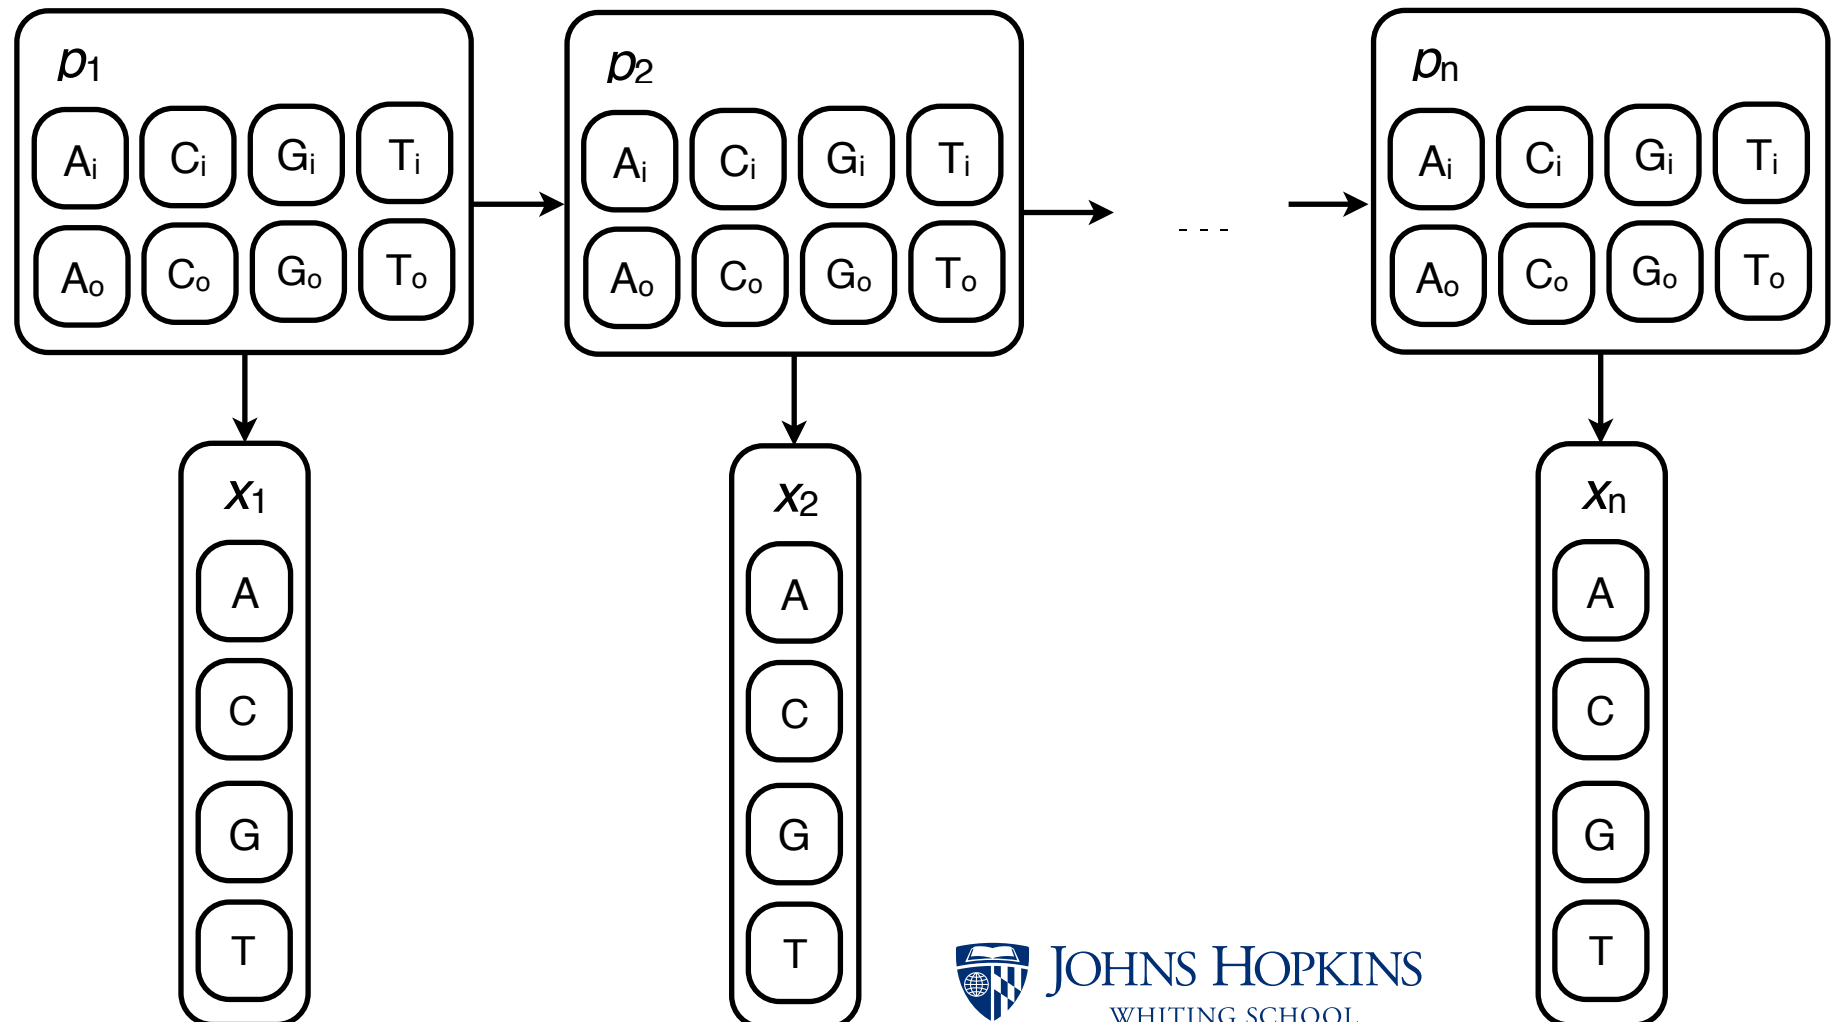 p1 p2 pn
Ai Ci Gi Ti Ai Ci Gi Ti Ai Ci Gi Ti
Ao Co Go To Ao Co Go To Ao Co Go To
- - -
x1 x2 xn
A A A
C C C
G G G
T T T
JOHNS HOPKINS
WHITING SCHOOL